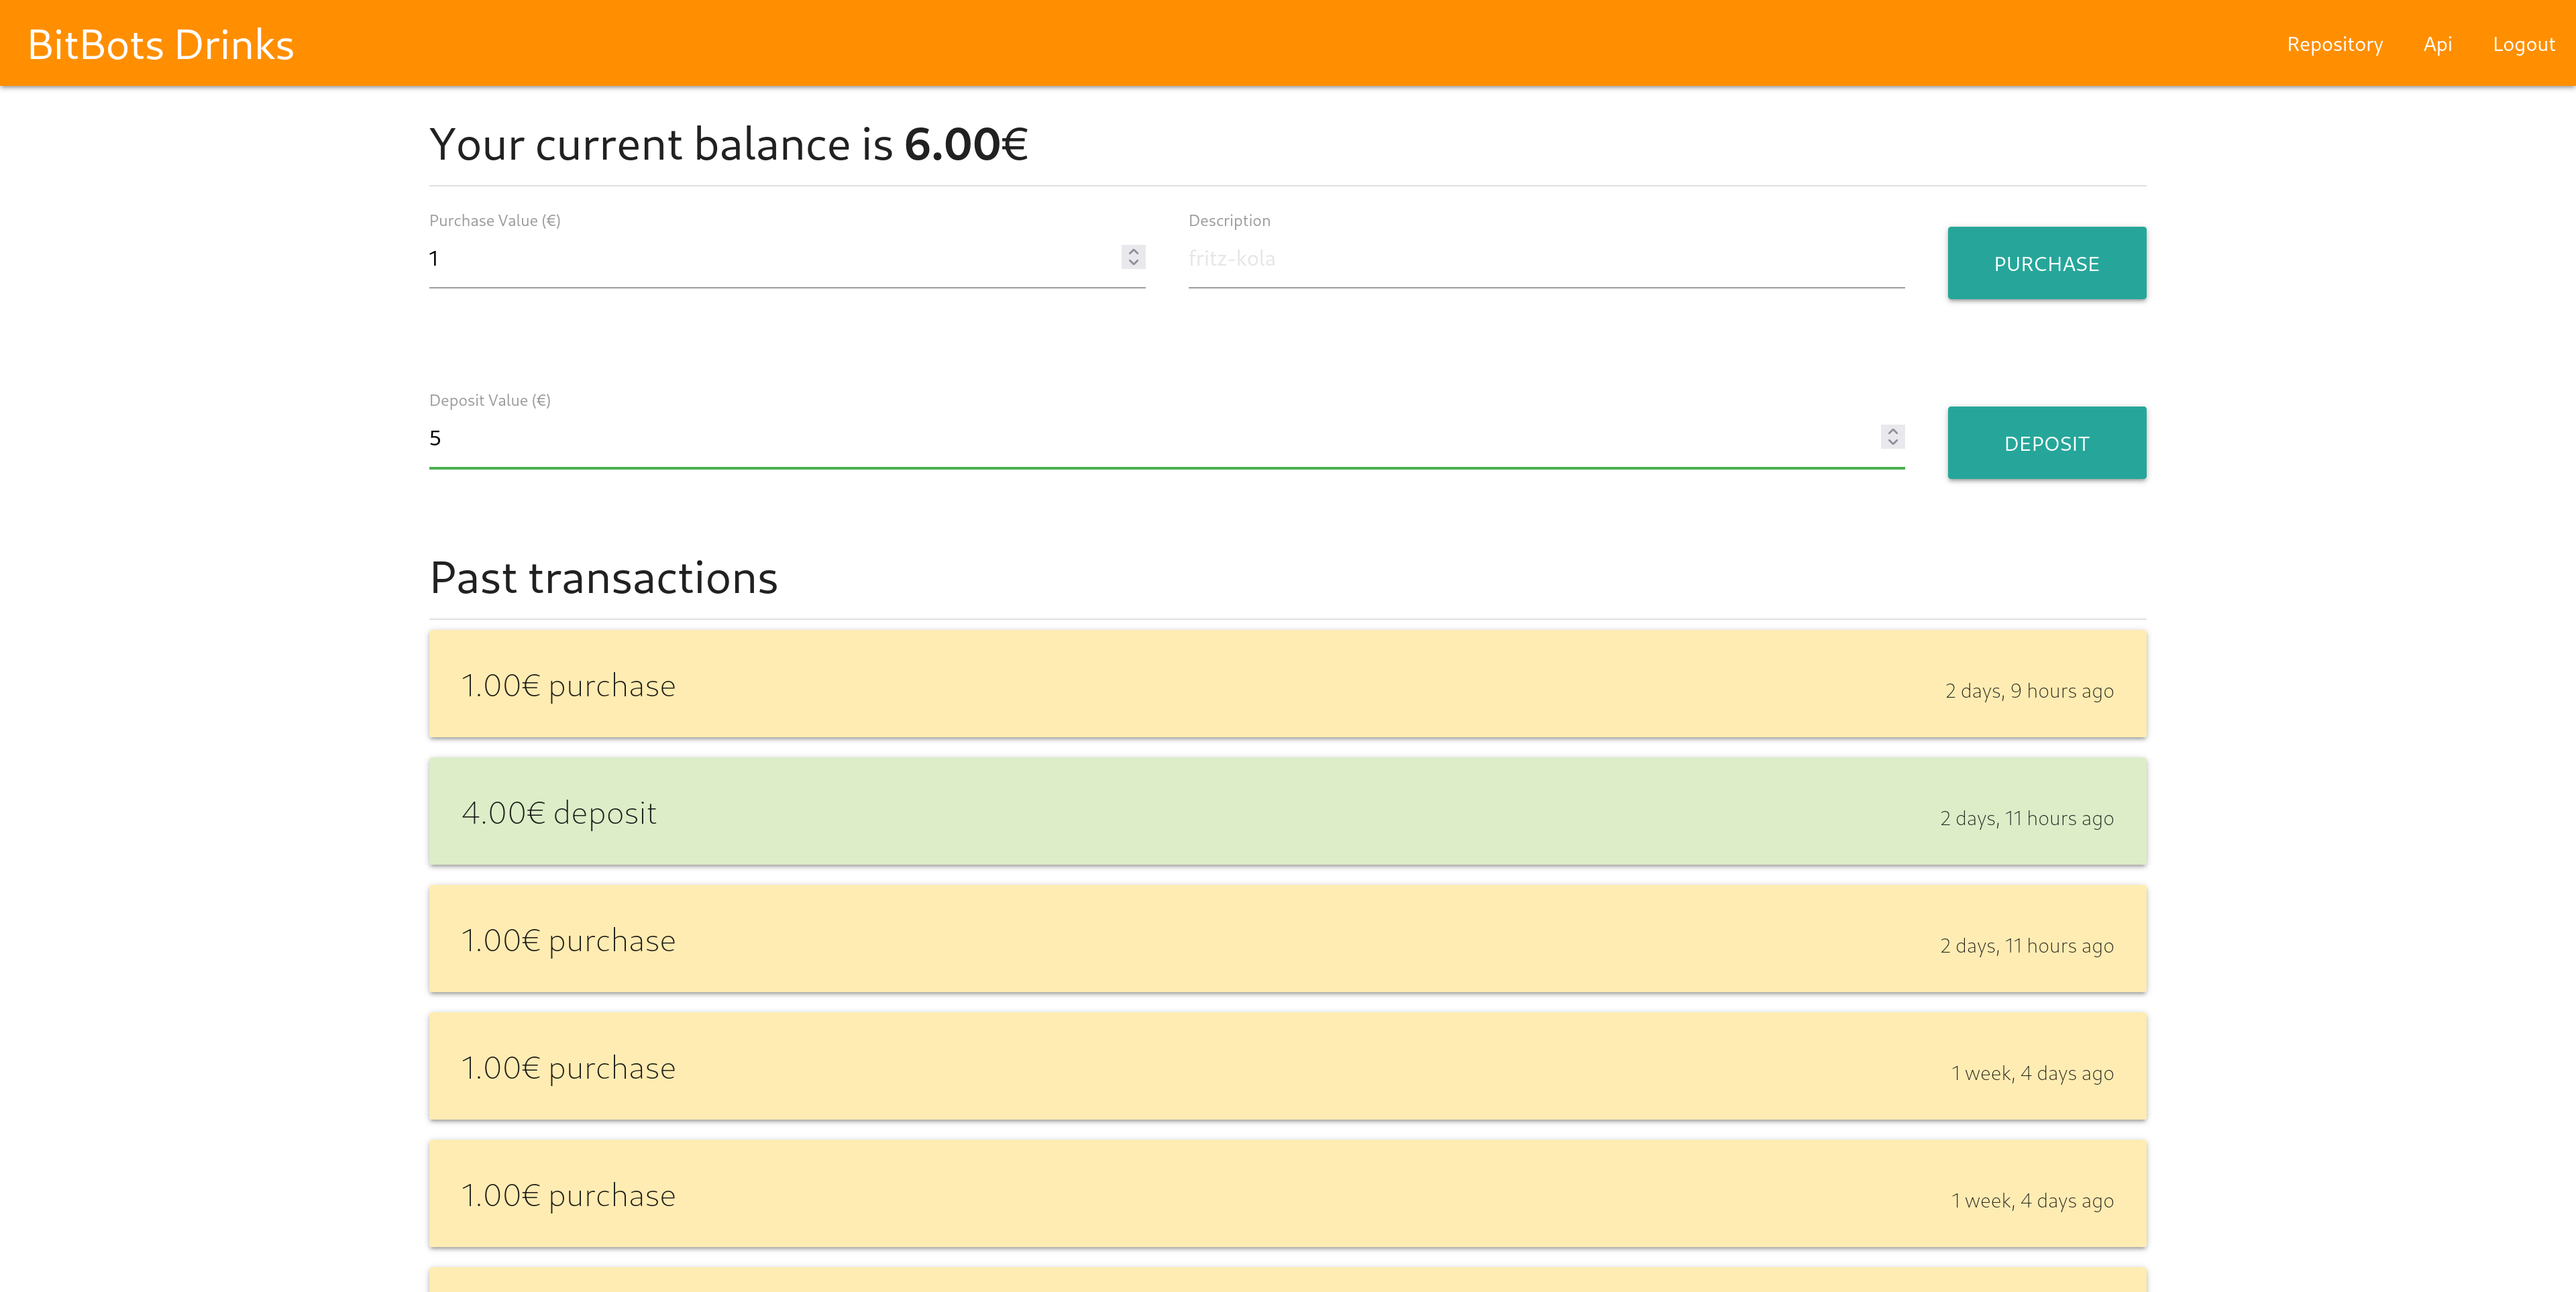 BitBots Drinks
Repository Api Logout
Your current balance is 6.00€
Purchase Value (€) Description
1 fritz-kola PURCHASE
Deposit Value (€)
5 DEPOSIT
Past transactions
1.00€ purchase 2 days, 9 hours ago
4.00€ deposit 2 days, 11 hours ago
1.00€ purchase 2 days, 11 hours ago
1.00€ purchase 1 week, 4 days ago
1.00€ purchase 1 week, 4 days ago